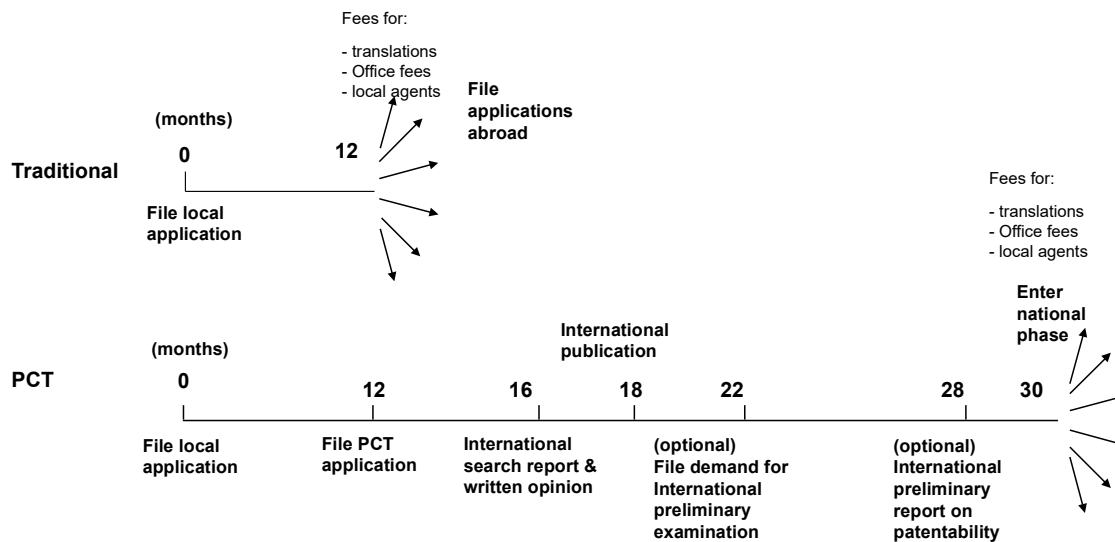 Fees for:
- translations
- Office fees
- local agents
File
applications
abroad
(months)
0
12
Traditional
File local
application
Fees for:
- translations
- Office fees
- local agents
Enter
national
phase
International
publication
(months)
PCT
0
12
16
18
22
28
30
File local
application
File PCT
application
International
search report &
written opinion
(optional)
File demand for
International
preliminary
examination
(optional)
International
preliminary
report on
patentability